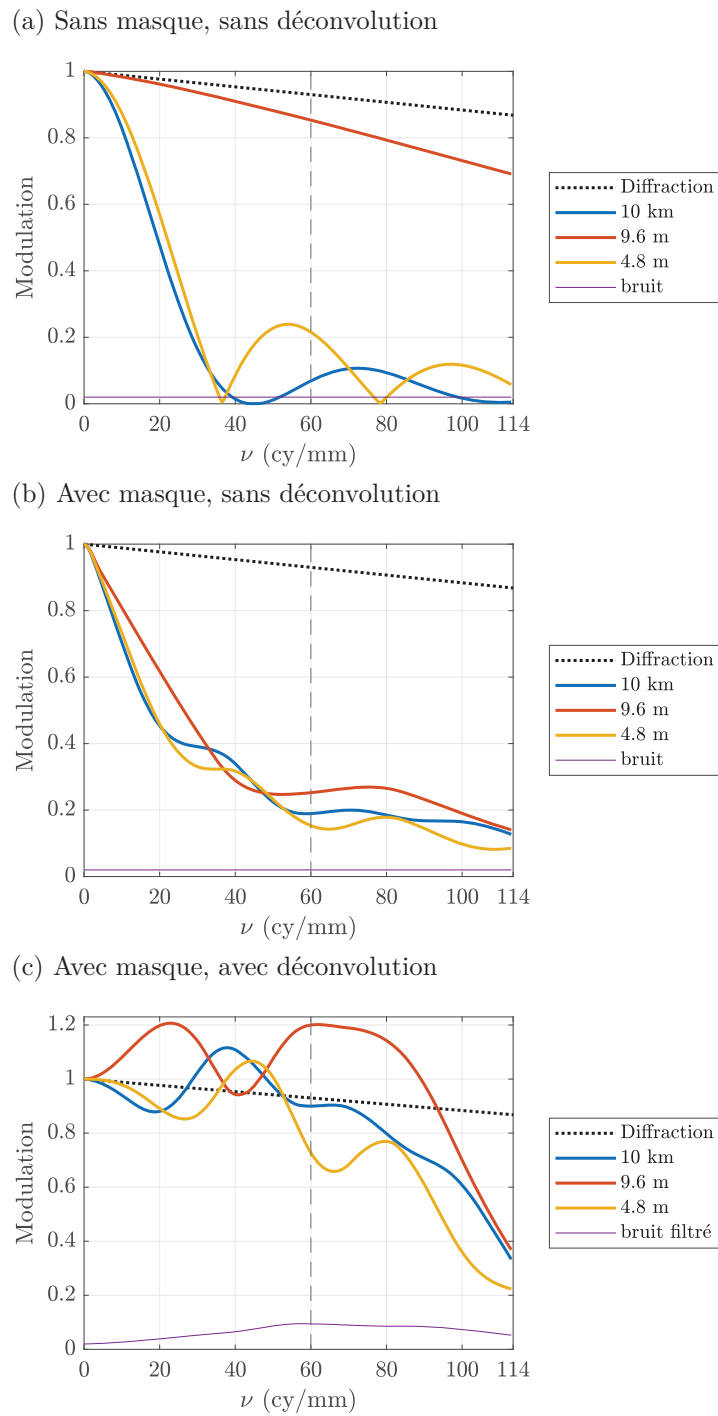 (a) Sans masque, sans déconvolution
1
0.8
0.6
0.4
0.2
0
Modulation
0 20 40 60 80 100 114
ν (cy/mm)
Diffraction
10 km
9.6 m
4.8 m
bruit
(b) Avec masque, sans déconvolution
1
0.8
0.6
0.4
0.2
0
Modulation
0 20 40 60 80 100 114
ν (cy/mm)
Diffraction
10 km
9.6 m
4.8 m
bruit
(c) Avec masque, avec déconvolution
1.2
1
0.8
0.6
0.4
0.2
0
Modulation
0 20 40 60 80 100 114
ν (cy/mm)
Diffraction
10 km
9.6 m
4.8 m
bruit filtré